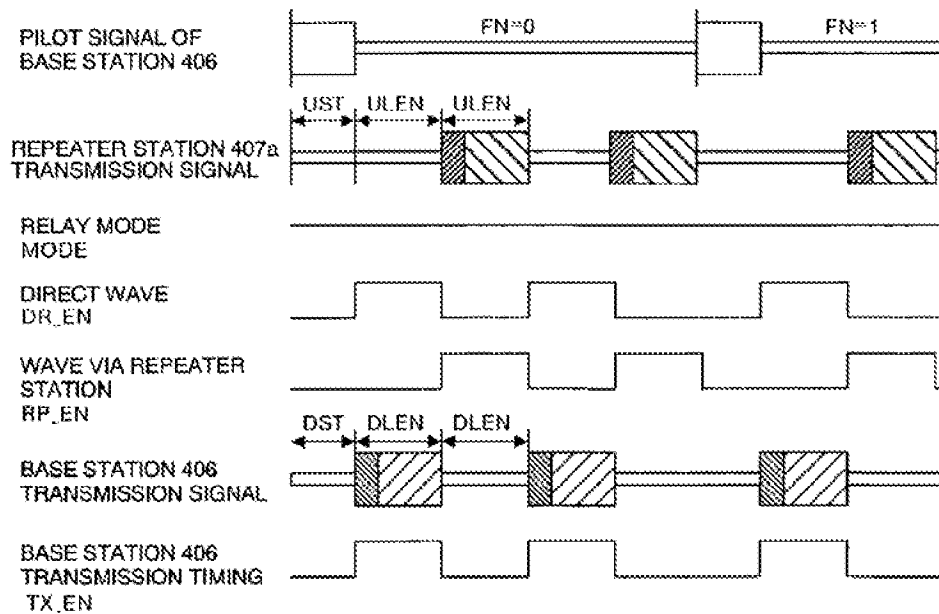 PILOT SIGNAL OF
BASE STATION 406
FN=0
FN=1
UST
ULEN
ULEN
REPEATER STATION 407a
TRANSMISSION SIGNAL
RELAY MODE
MODE
DIRECT WAVE
DR_EN
WAVE VIA REPEATER
STATION
RP_EN
DST
DLEN
DLEN
BASE STATION 406
TRANSMISSION SIGNAL
BASE STATION 406
TRANSMISSION TIMING
TX_EN